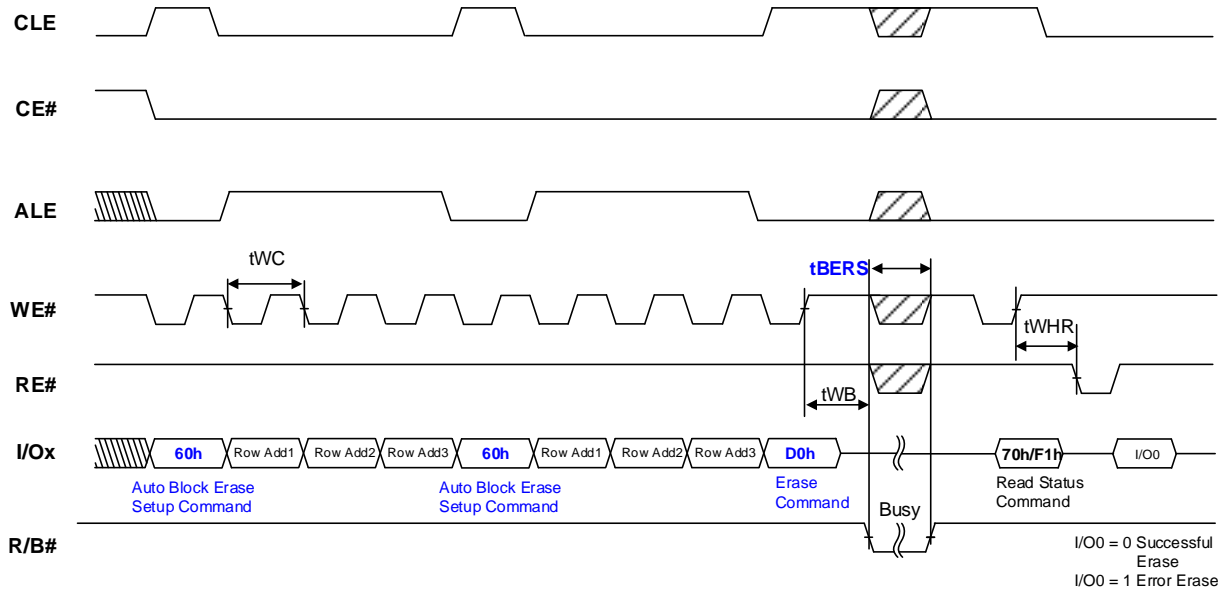 CLE
CE#
ALE
tWC
tBERS
WE#
tWHR
RE#
tWB
I/Ox
60h
Row Add1
Row Add2
Row Add3
60h
Row Add1
Row Add2
Row Add3
D0h
70h/F1h
I/O0
Auto Block Erase
Setup Command
Auto Block Erase
Setup Command
Erase
Command
Read Status
Command
Busy
R/B#
I/O0 = 0 Successful
Erase
I/O0 = 1 Error Erase